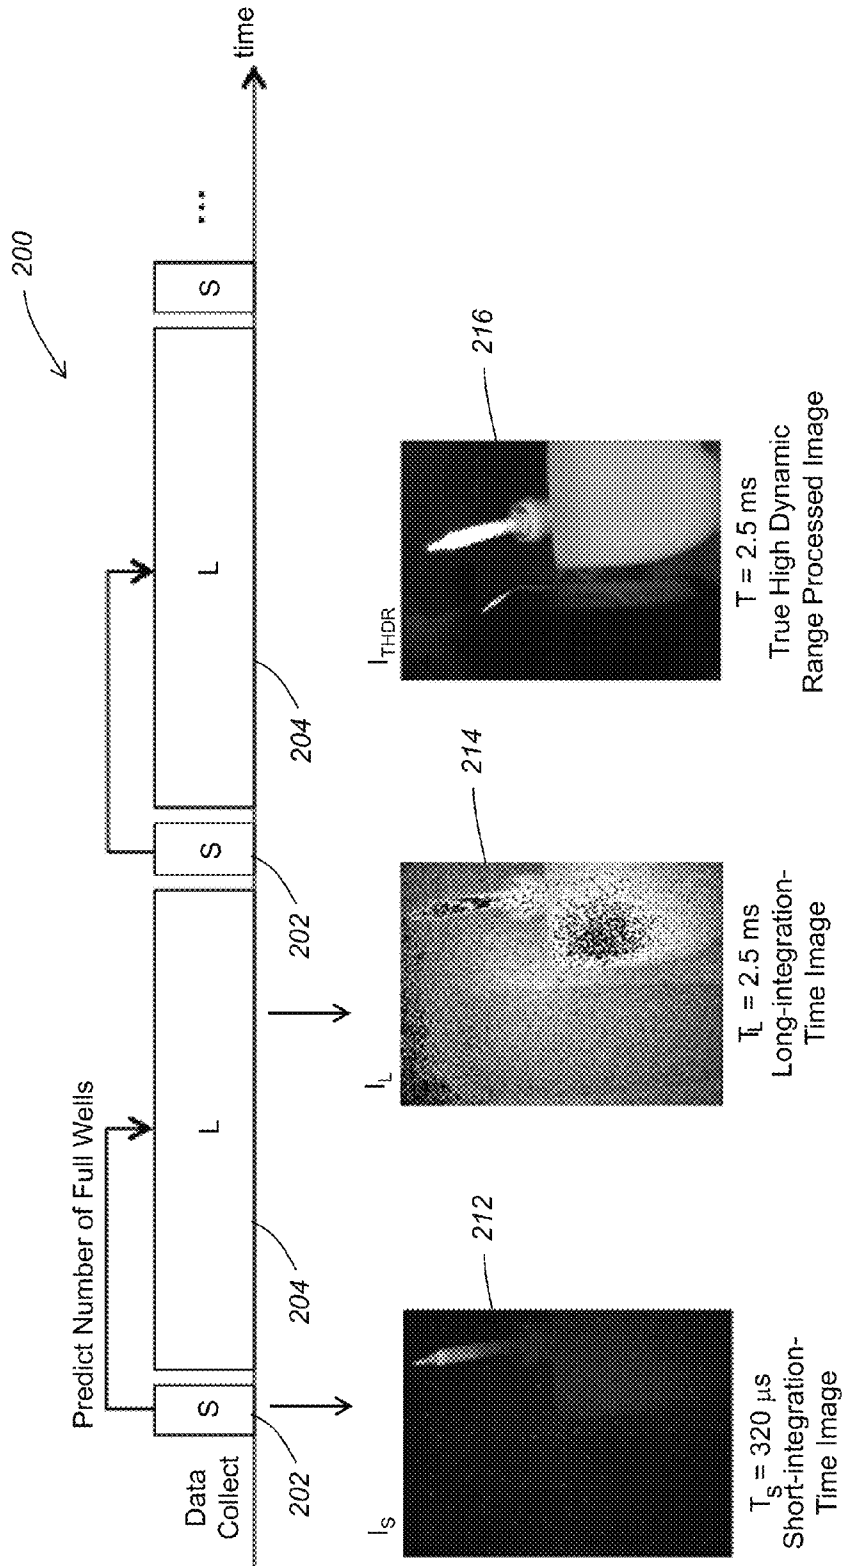 200
Predict Number of Full Wells
Data
Collect
S
L
S
L
S
...
time
202
204
202
204
I_S
212
I_L
214
I_THDR
216
T_S = 320 μs
Short-integration-
Time Image
T_L = 2.5 ms
Long-integration-
Time Image
T = 2.5 ms
True High Dynamic
Range Processed Image